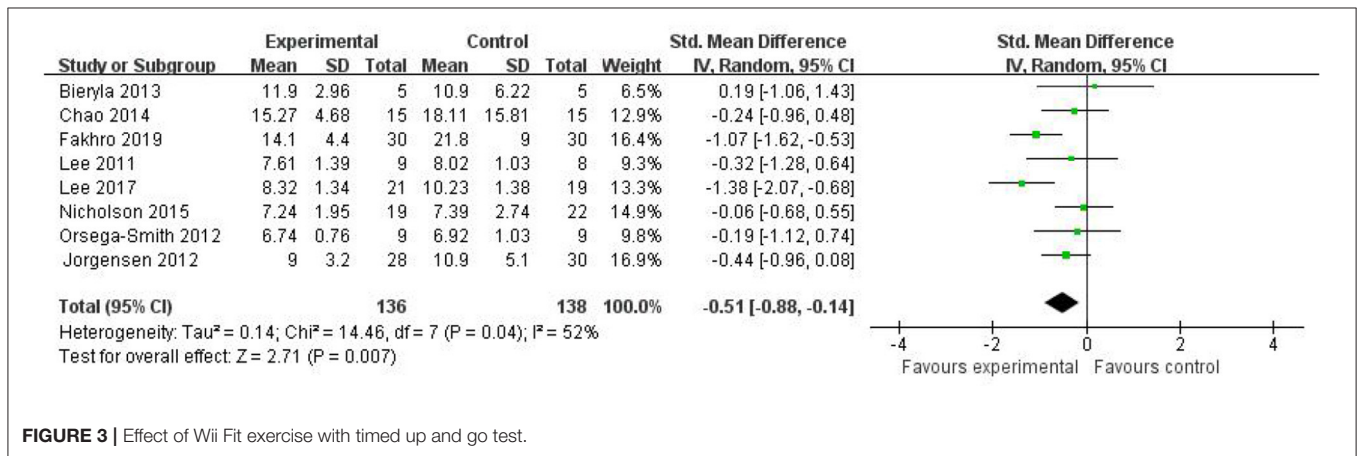 Experimental Control Std. Mean Difference Std. Mean Difference
Study or Subgroup Mean SD Total Mean SD Total Weight IV, Random, 95% CI IV, Random, 95% CI
Bieryla 2013 11.9 2.96 5 10.9 6.22 5 6.5% 0.19 [-1.06, 1.43]
Chao 2014 15.27 4.68 15 18.11 15.81 15 12.9% -0.24 [-0.96, 0.48]
Fakhro 2019 14.1 4.4 30 21.8 9 30 16.4% -1.07 [-1.62, -0.53]
Lee 2011 7.61 1.39 9 8.02 1.03 8 9.3% -0.32 [-1.28, 0.64]
Lee 2017 8.32 1.34 21 10.23 1.38 19 13.3% -1.38 [-2.07, -0.68]
Nicholson 2015 7.24 1.95 19 7.39 2.74 22 14.9% -0.06 [-0.68, 0.55]
Orsega-Smith 2012 6.74 0.76 9 6.92 1.03 9 9.8% -0.19 [-1.12, 0.74]
Jorgensen 2012 9 3.2 28 10.9 5.1 30 16.9% -0.44 [-0.96, 0.08]
Total (95% CI) 136 138 100.0% -0.51 [-0.88, -0.14]
Heterogeneity: Tau² = 0.14; Chi² = 14.46, df = 7 (P = 0.04); I² = 52%
Test for overall effect: Z = 2.71 (P = 0.007)
-4 -2 0 2 4
Favours experimental Favours control
FIGURE 3 | Effect of Wii Fit exercise with timed up and go test.